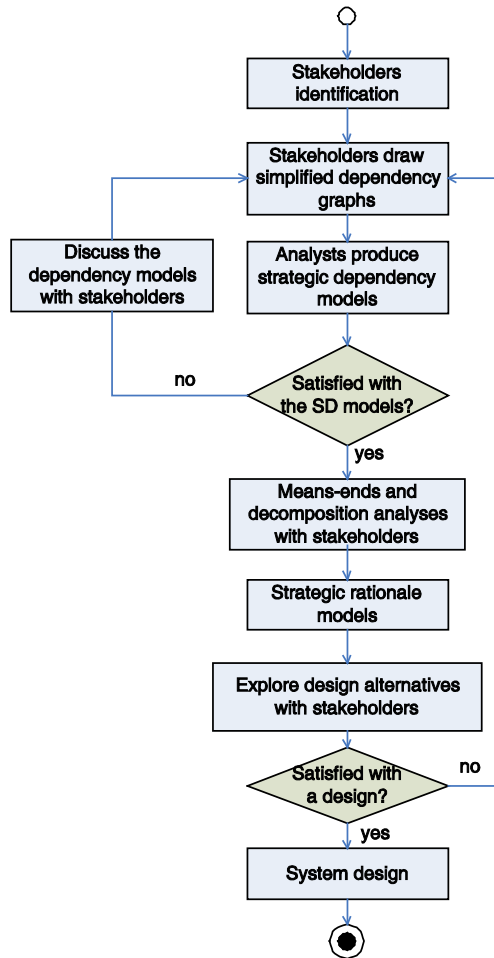 Stakeholders
identification
Stakeholders draw
simplified dependency
graphs
Discuss the
dependency models
with stakeholders
Analysts produce
strategic dependency
models
no
Satisfied with
the SD models?
yes
Means-ends and
decomposition analyses
with stakeholders
Strategic rationale
models
Explore design alternatives
with stakeholders
Satisfied with
a design?
no
yes
System design